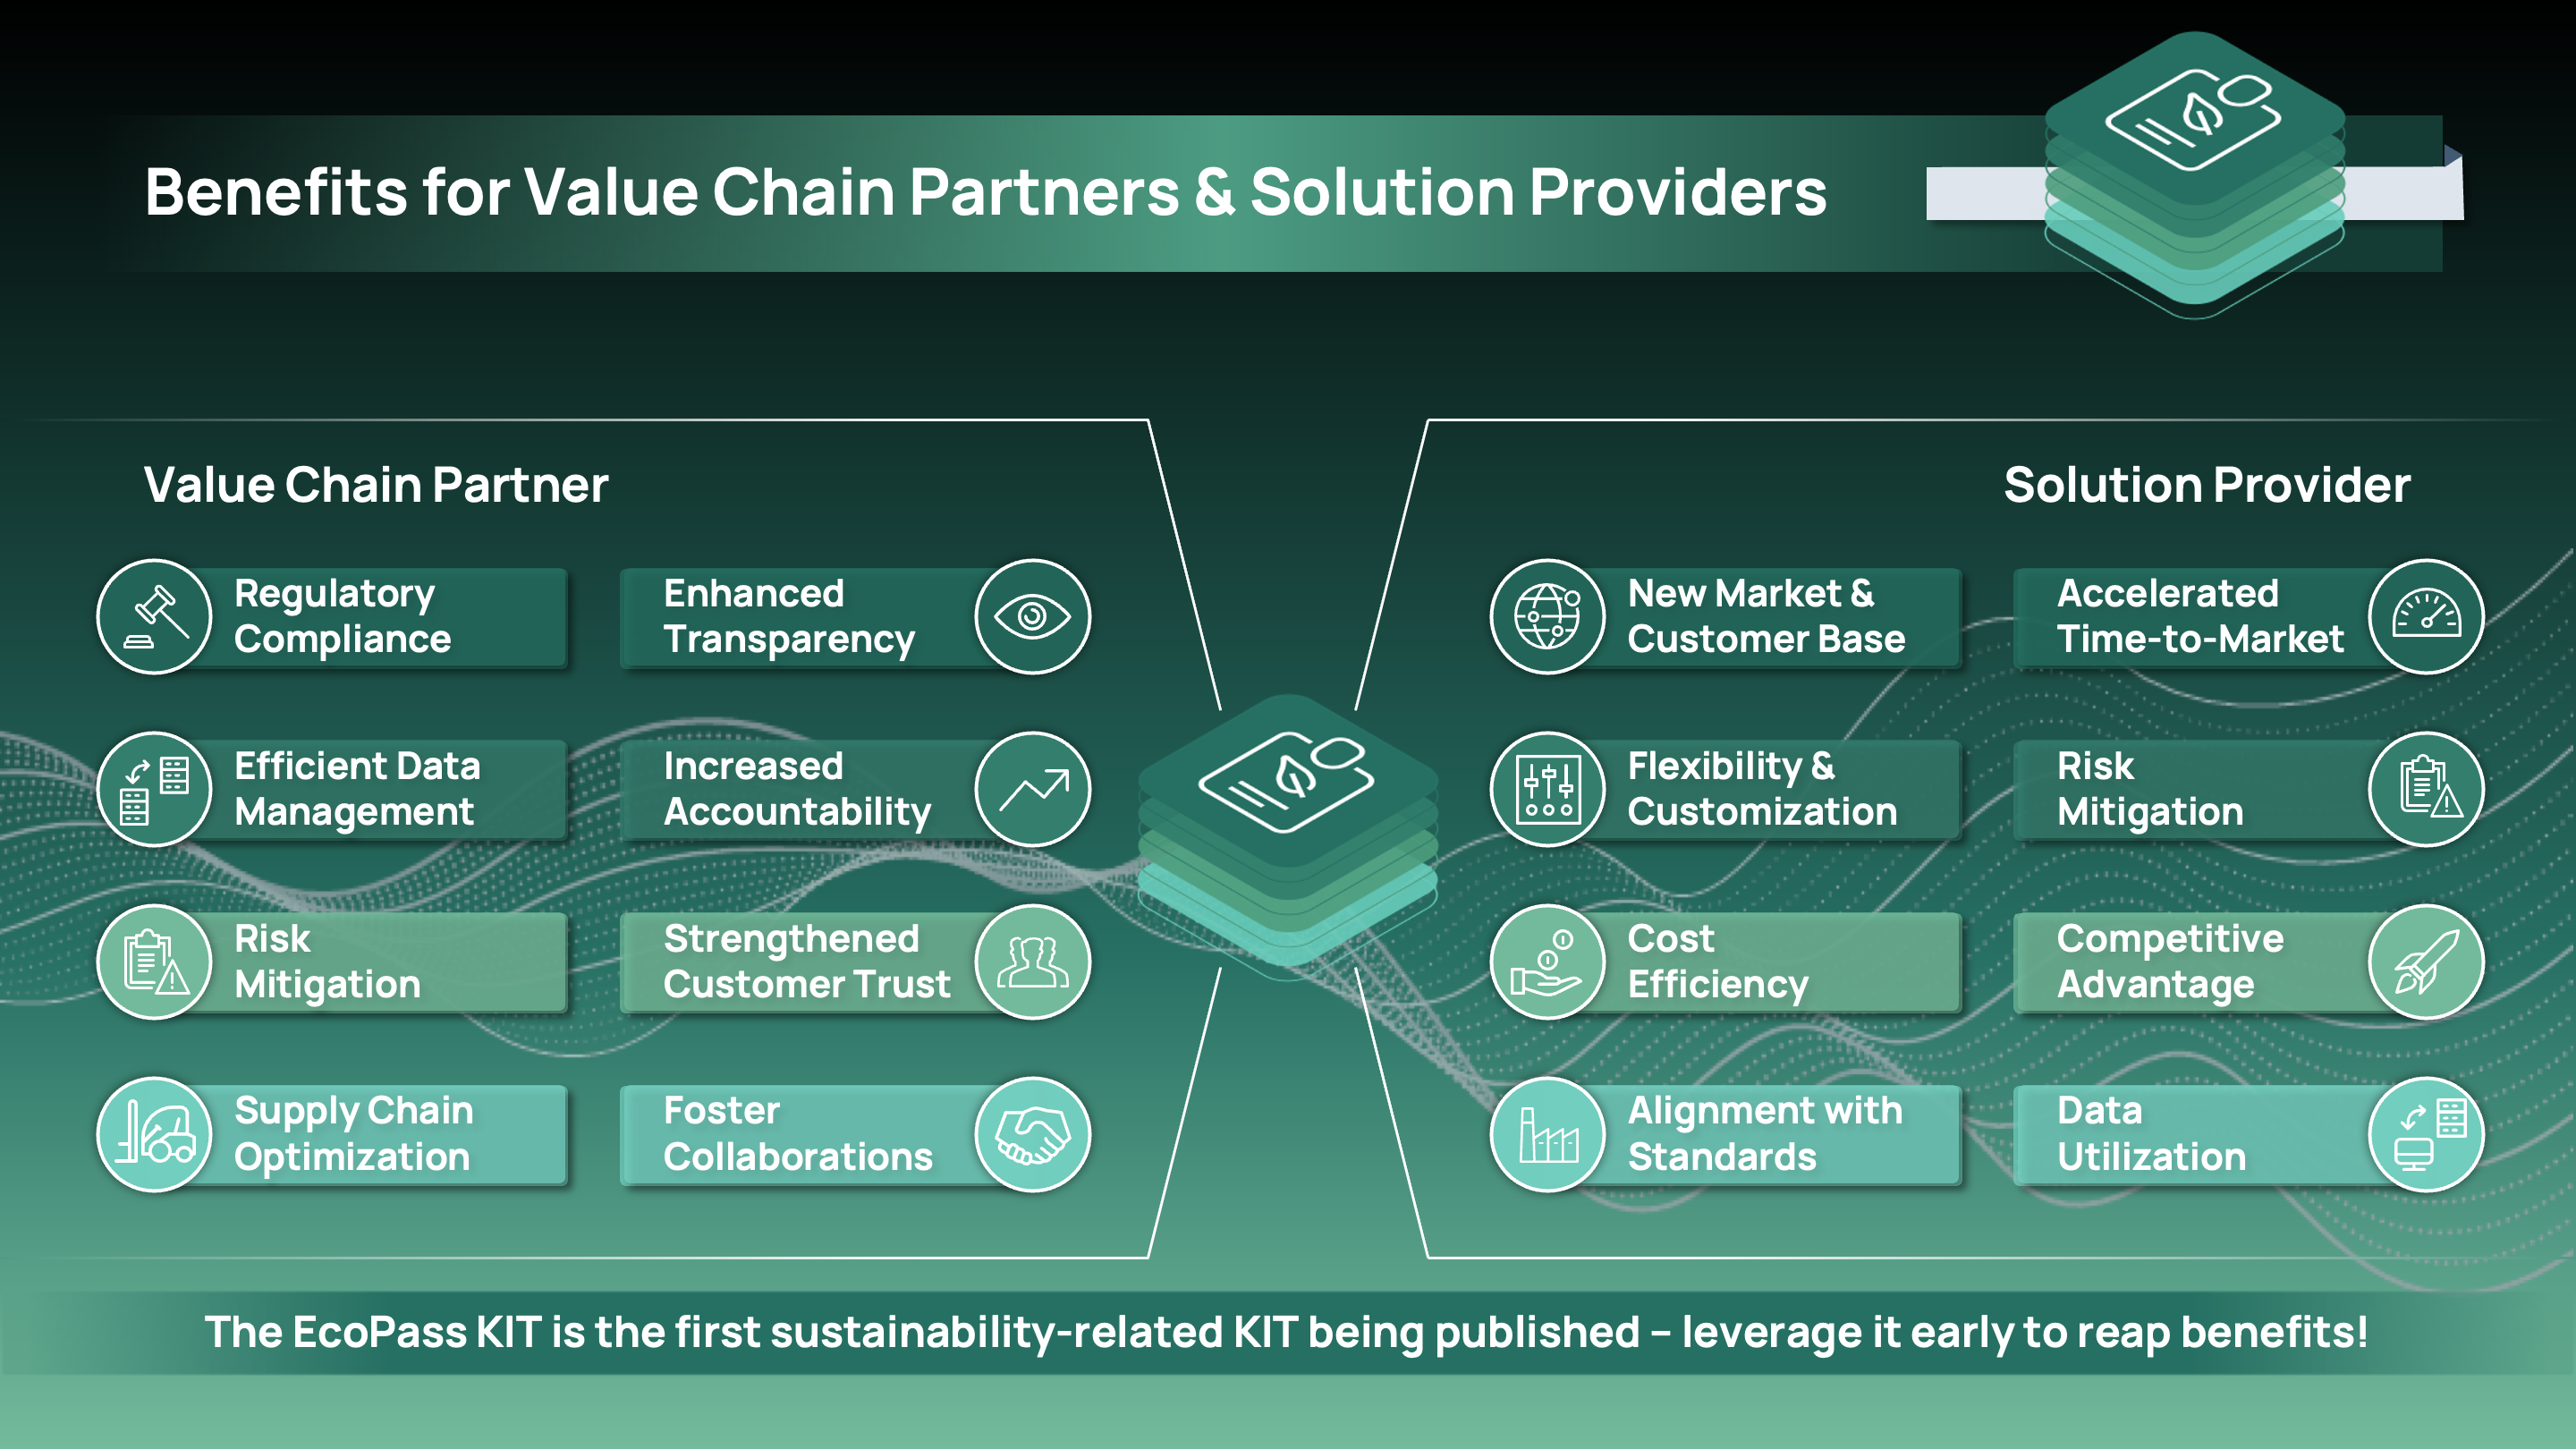 Benefits for Value Chain Partners & Solution Providers
Value Chain Partner
Regulatory
Compliance
Enhanced
Transparency
Efficient Data
Management
Increased
Accountability
Risk
Mitigation
Strengthened
Customer Trust
Supply Chain
Optimization
Foster
Collaborations
Solution Provider
New Market &
Customer Base
Accelerated
Time-to-Market
Flexibility &
Customization
Risk
Mitigation
Cost
Efficiency
Competitive
Advantage
Alignment with
Standards
Data
Utilization
The EcoPass KIT is the first sustainability-related KIT being published – leverage it early to reap benefits!